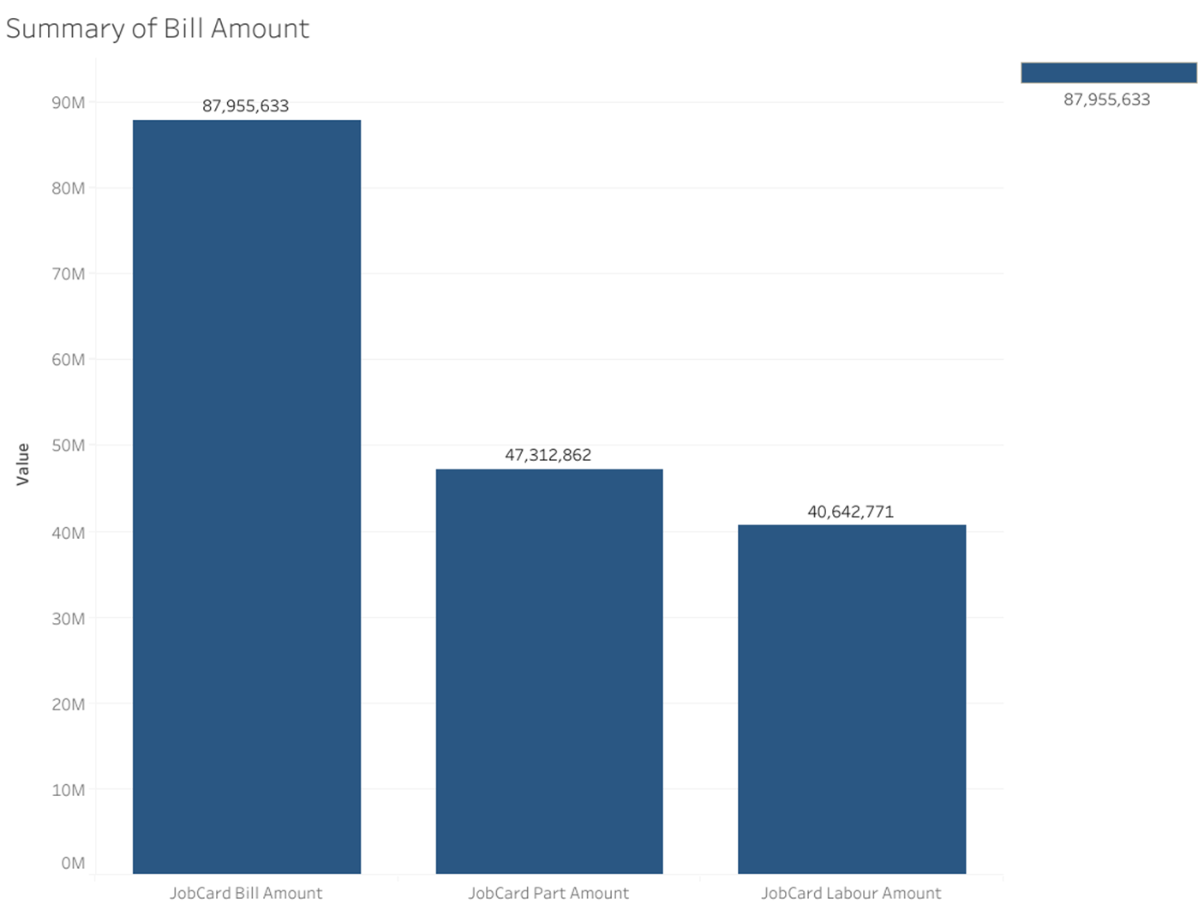 Summary of Bill Amount
87,955,633
87,955,633
90M
80M
70M
60M
50M
40M
30M
20M
10M
0M
Value
47,312,862
40,642,771
JobCard Bill Amount
JobCard Part Amount
JobCard Labour Amount